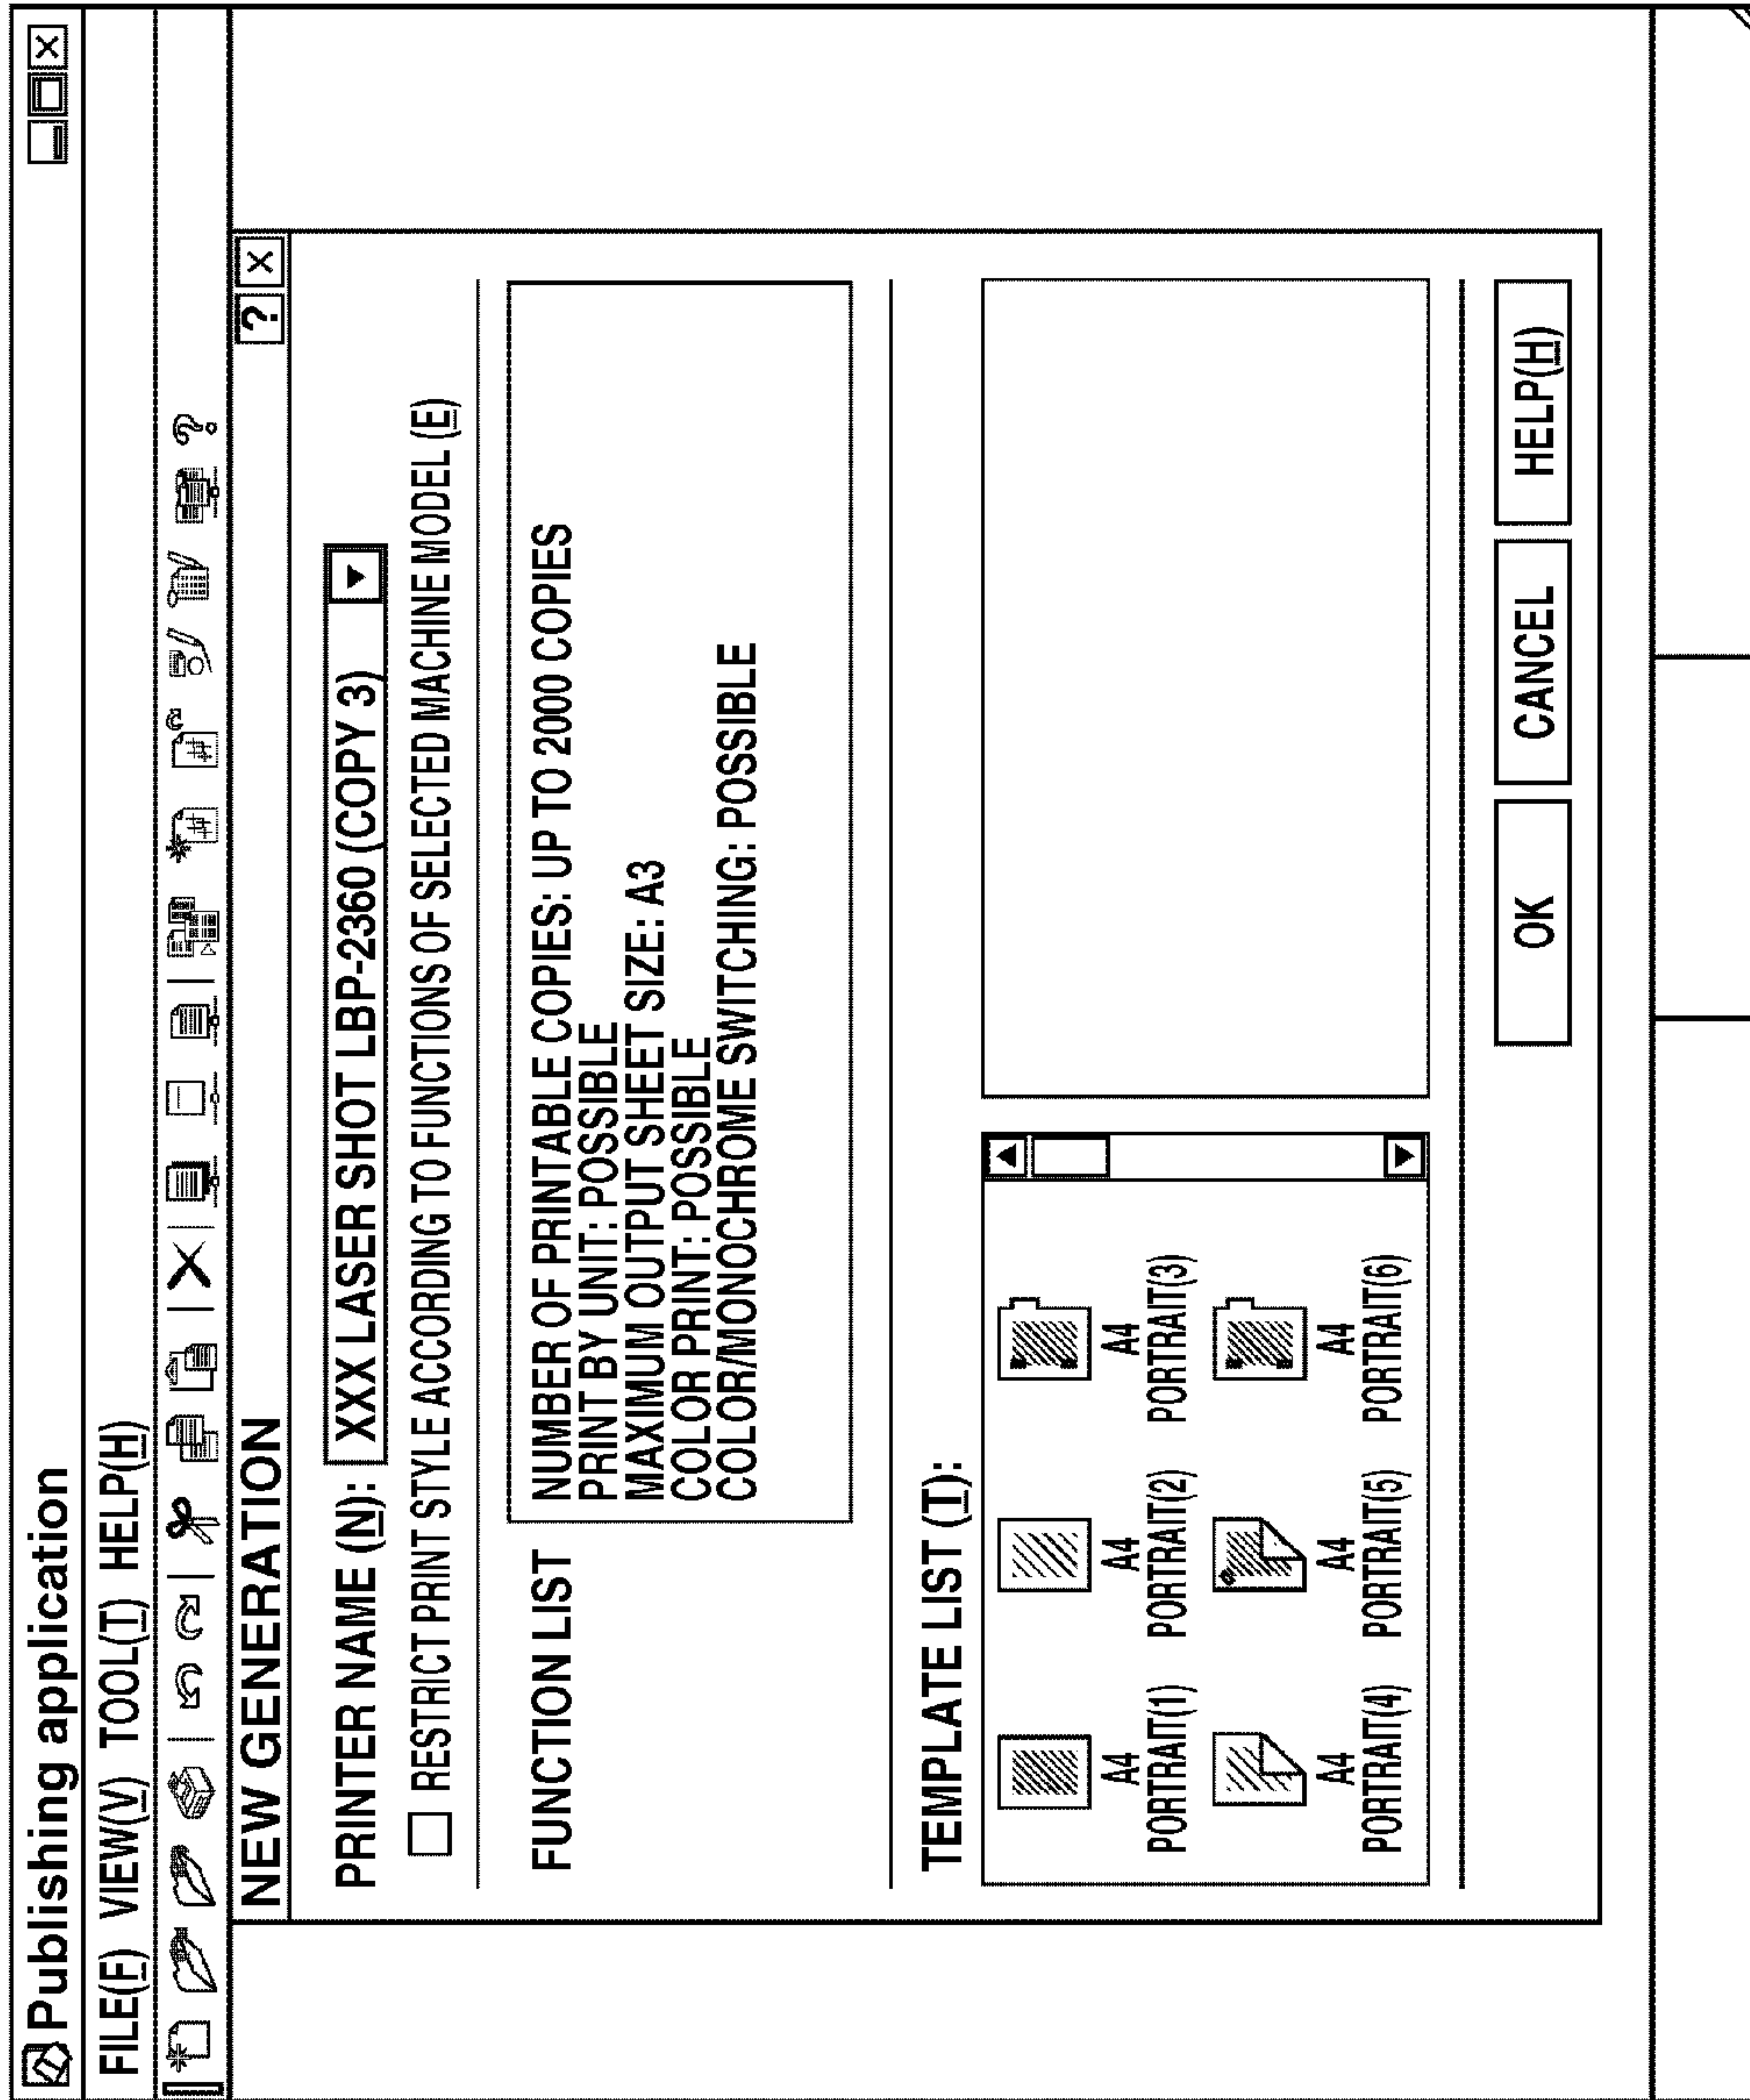 Publishing application
FILE(F) VIEW(V) TOOL(T) HELP(H)
NEW GENERATION
PRINTER NAME (N): XXX LASER SHOT LBP-2360 (COPY 3)
RESTRICT PRINT STYLE ACCORDING TO FUNCTIONS OF SELECTED MACHINE MODEL (E)
FUNCTION LIST
NUMBER OF PRINTABLE COPIES: UP TO 2000 COPIES
PRINT BY UNIT: POSSIBLE
MAXIMUM OUTPUT SHEET SIZE: A3
COLOR PRINT: POSSIBLE
COLOR/MONOCHROME SWITCHING: POSSIBLE
TEMPLATE LIST (T):
A4 A4 A4
PORTRAIT(1) PORTRAIT(2) PORTRAIT(3)
A4 A4 A4
PORTRAIT(4) PORTRAIT(5) PORTRAIT(6)
OK CANCEL HELP(H)